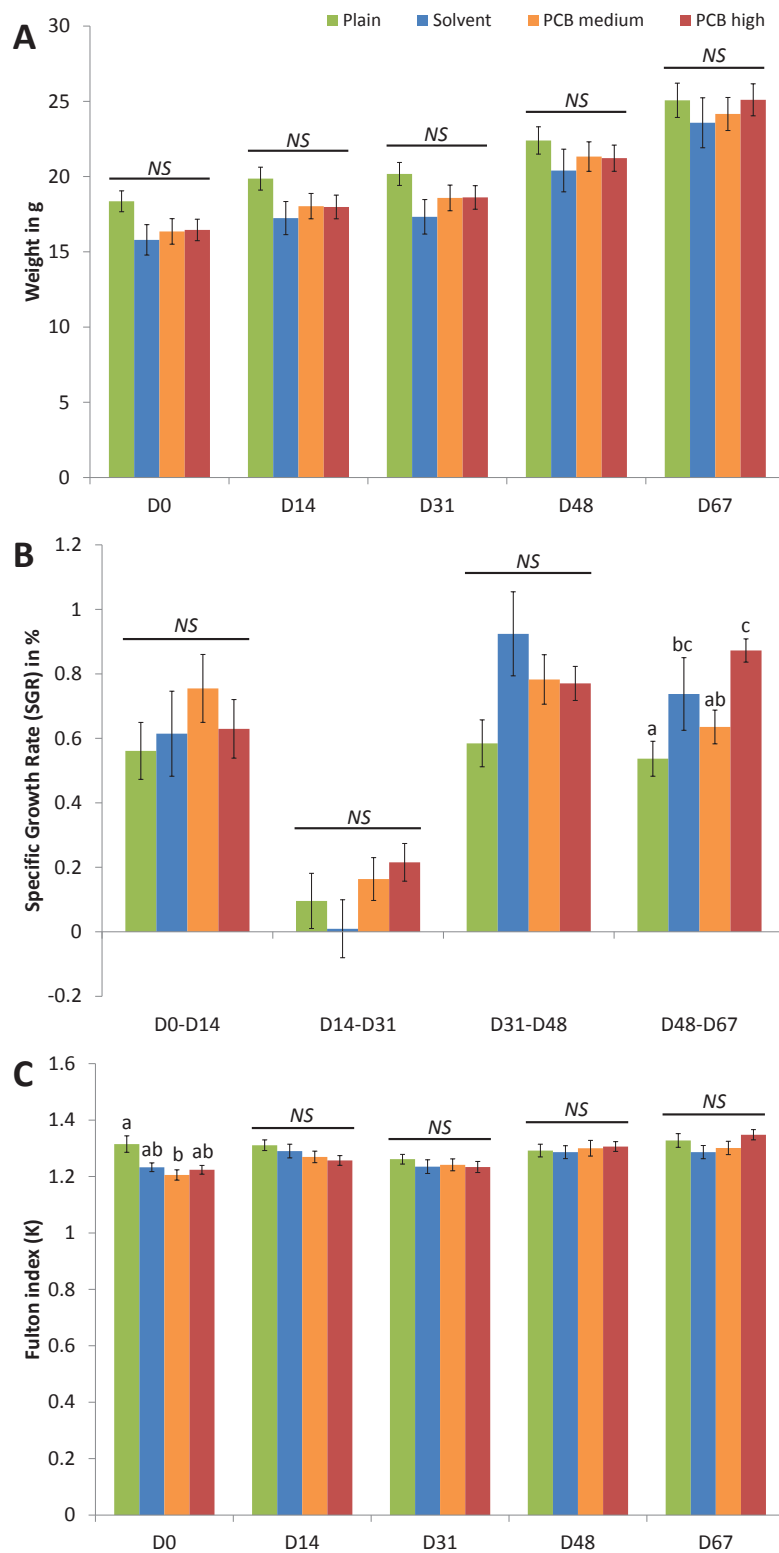 A
Plain Solvent PCB medium PCB high
30
25
20
15
10
5
0
Weight in g
NS NS NS NS NS
D0 D14 D31 D48 D67
B
1.2
1
0.8
0.6
0.4
0.2
0
-0.2
Specific Growth Rate (SGR) in %
NS NS NS a bc ab c
D0-D14 D14-D31 D31-D48 D48-D67
C
1.6
1.4
1.2
1
0.8
0.6
0.4
0.2
0
Fulton index (K)
a ab b ab NS NS NS NS
D0 D14 D31 D48 D67